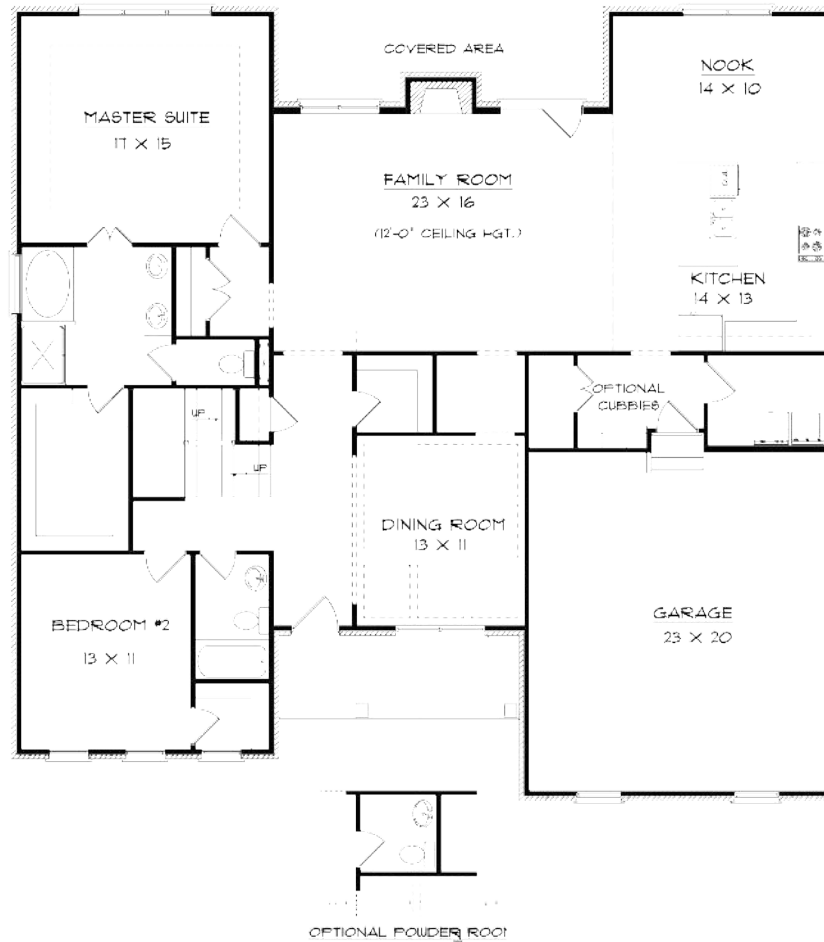 COVERED AREA
NOOK
14 X 10
MASTER SUITE
17 X 15
FAMILY ROOM
23 X 16
(12'-0" CEILING HGT.)
KITCHEN
14 X 13
OPTIONAL
CUBBIES
UP
UP
DINING ROOM
13 X 11
BEDROOM #2
13 X 11
GARAGE
23 X 20
OPTIONAL POWDER ROO